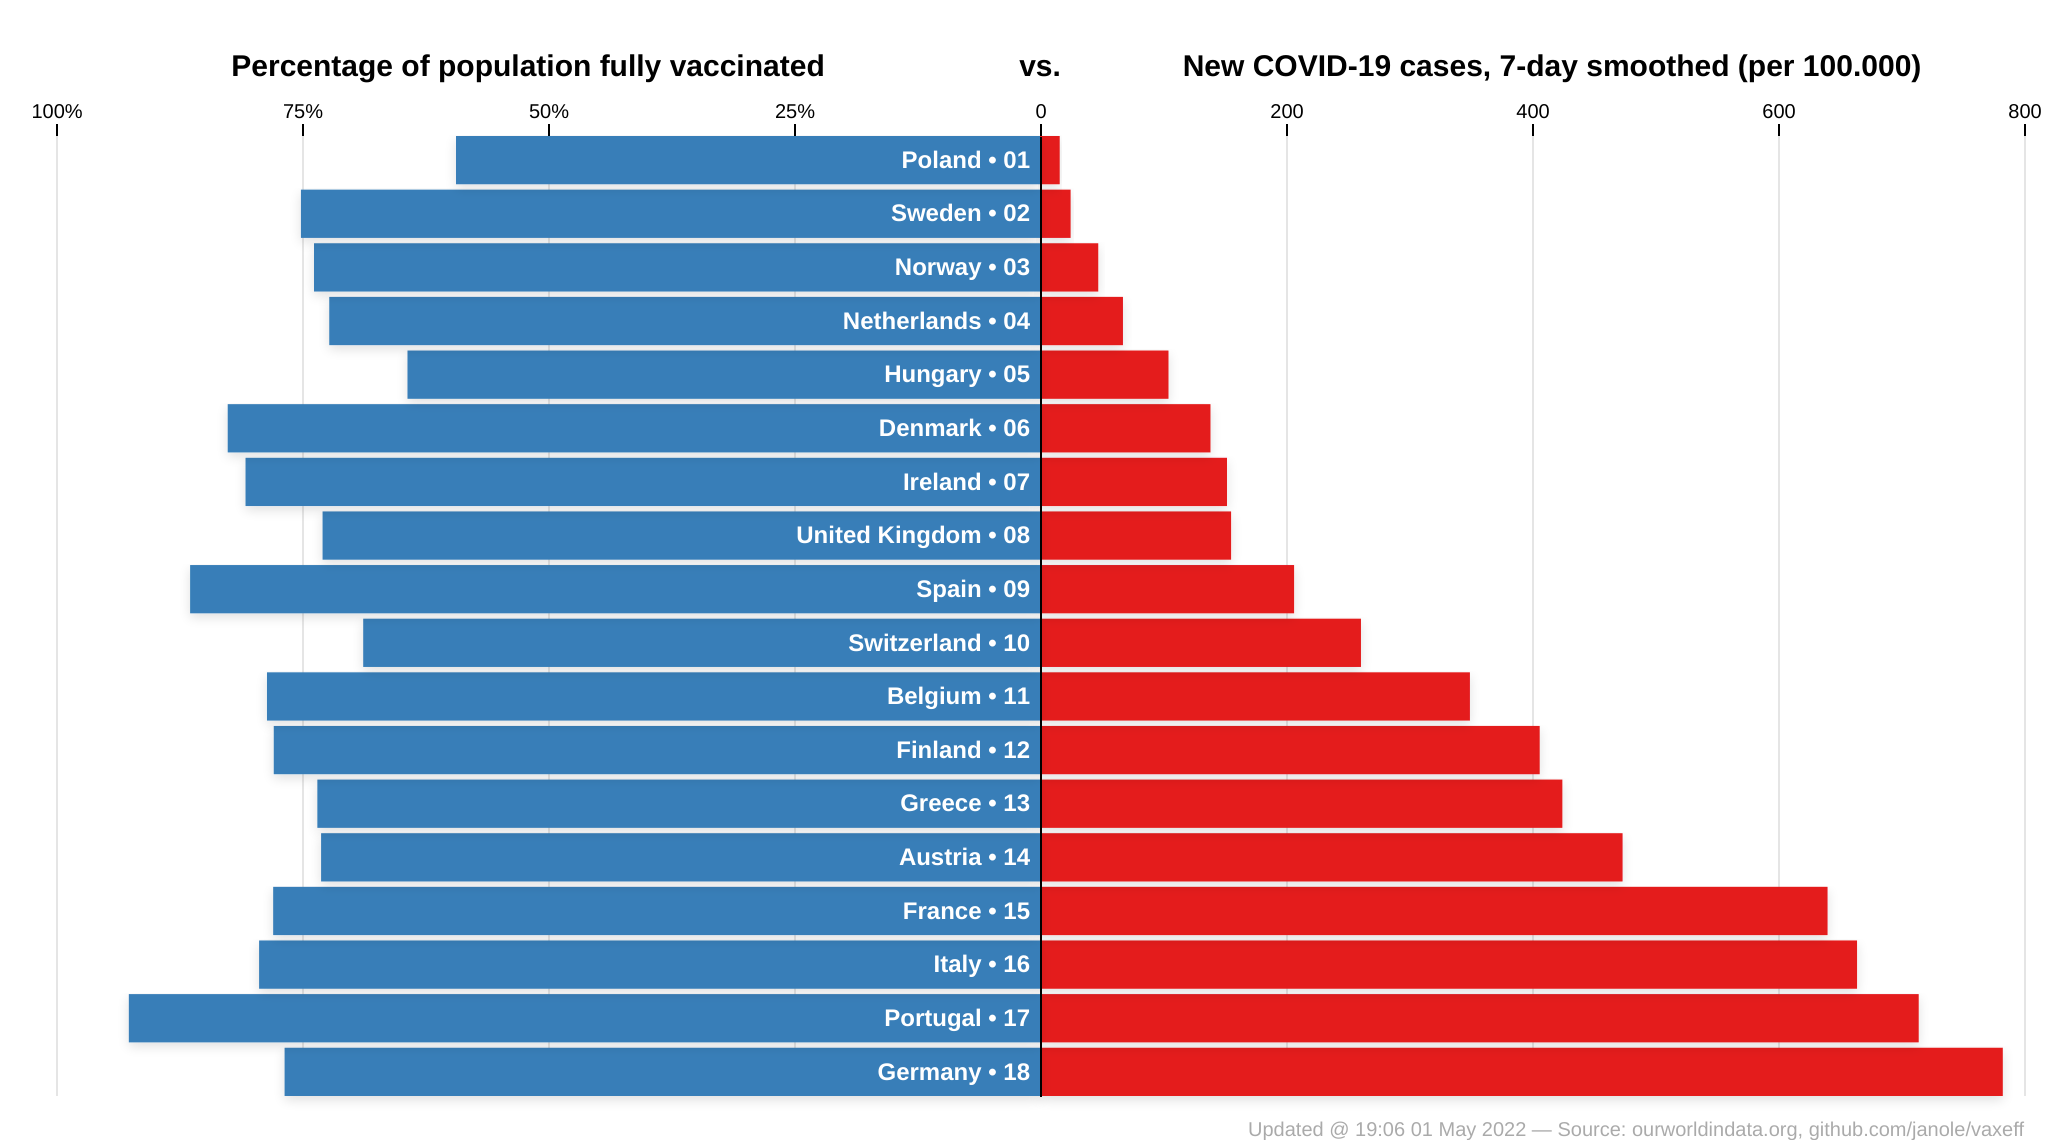 Percentage of population fully vaccinated vs. New COVID-19 cases, 7-day smoothed (per 100.000)
100% 75% 50% 25% 0 200 400 600 800
Poland • 01
Sweden • 02
Norway • 03
Netherlands • 04
Hungary • 05
Denmark • 06
Ireland • 07
United Kingdom • 08
Spain • 09
Switzerland • 10
Belgium • 11
Finland • 12
Greece • 13
Austria • 14
France • 15
Italy • 16
Portugal • 17
Germany • 18
Updated @ 19:06 01 May 2022 — Source: ourworldindata.org, github.com/janole/vaxeff